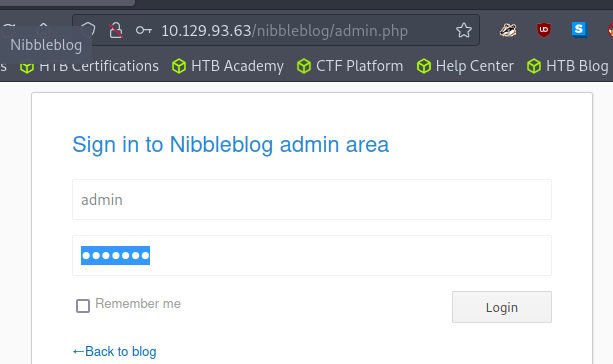 10.129.93.63/nibbleblog/admin.php
Nibbleblog
s HTB Certifications HTB Academy CTF Platform Help Center HTB Blog
Sign in to Nibbleblog admin area
admin
●●●●●●●
Remember me Login
←Back to blog